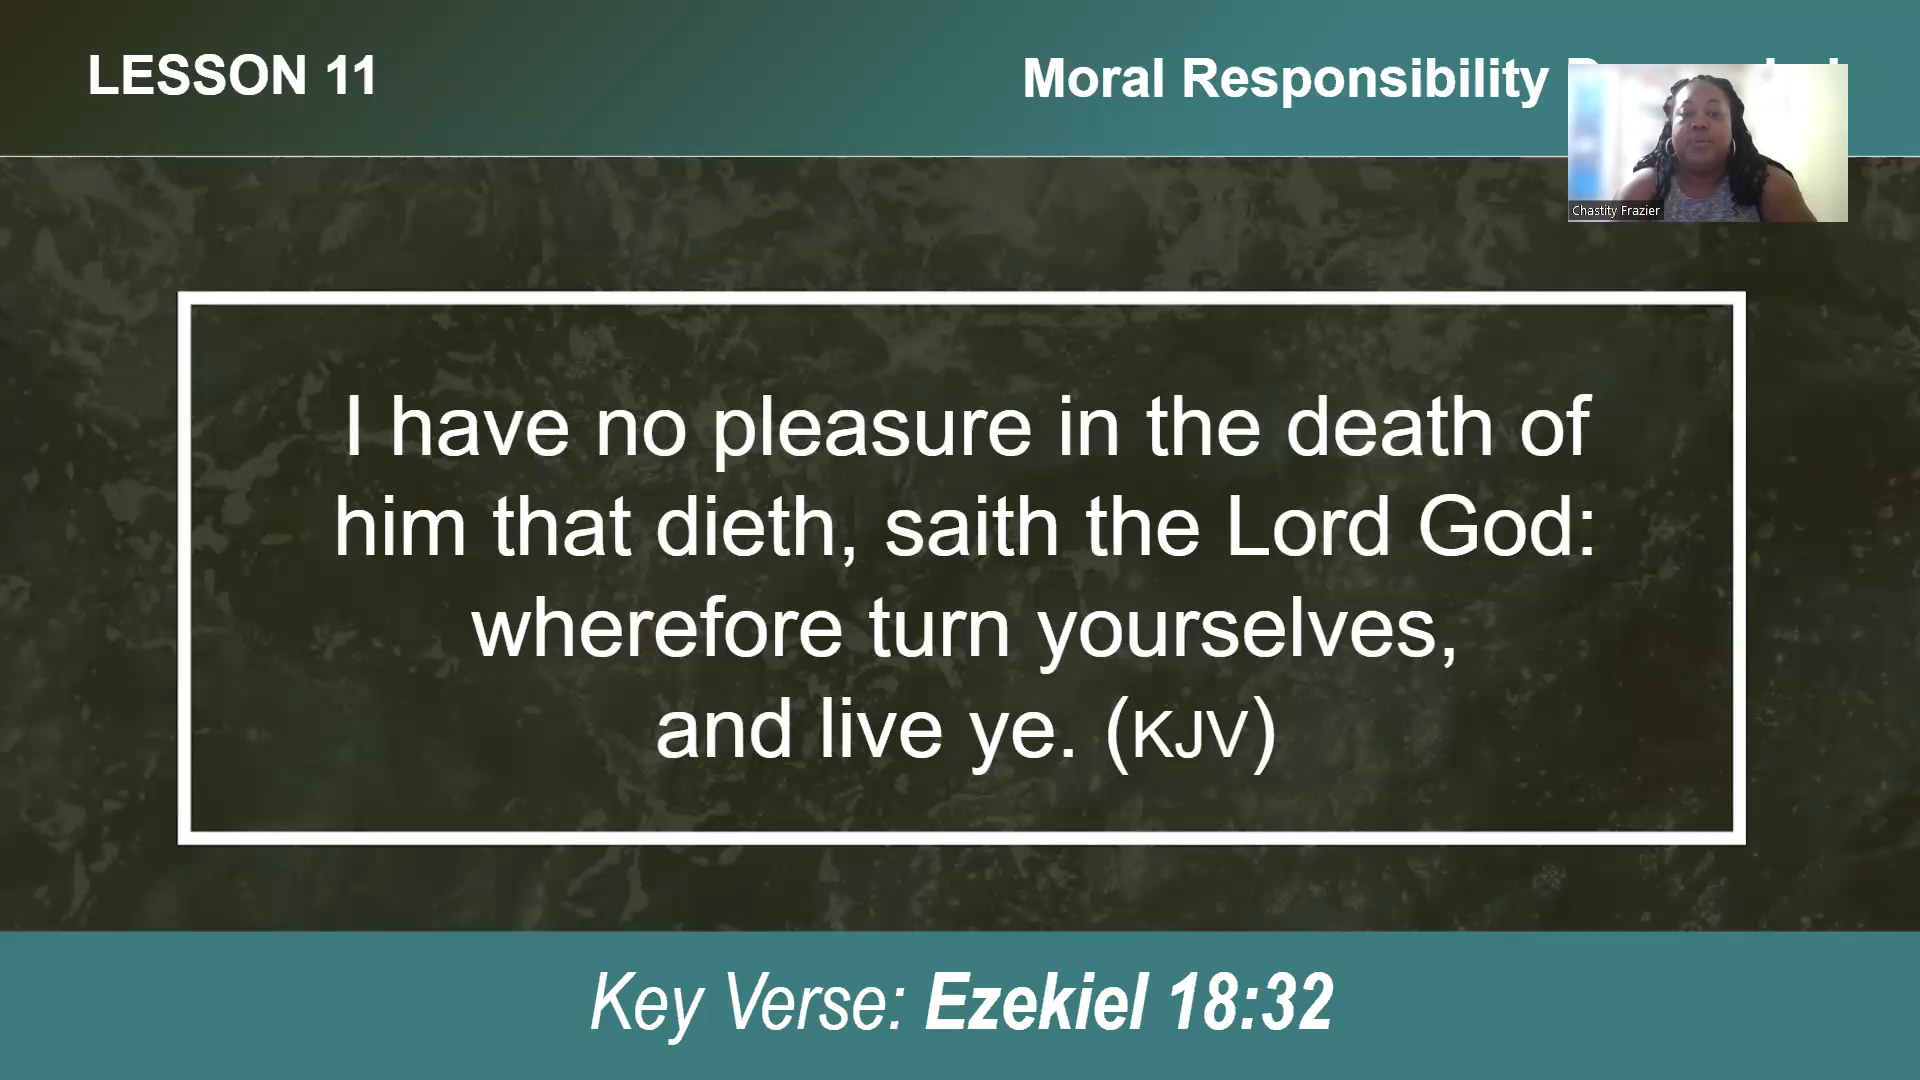 LESSON 11
Moral Responsibility
Chastity Frazier
I have no pleasure in the death of
him that dieth, saith the Lord God:
wherefore turn yourselves,
and live ye. (KJV)
Key Verse: Ezekiel 18:32